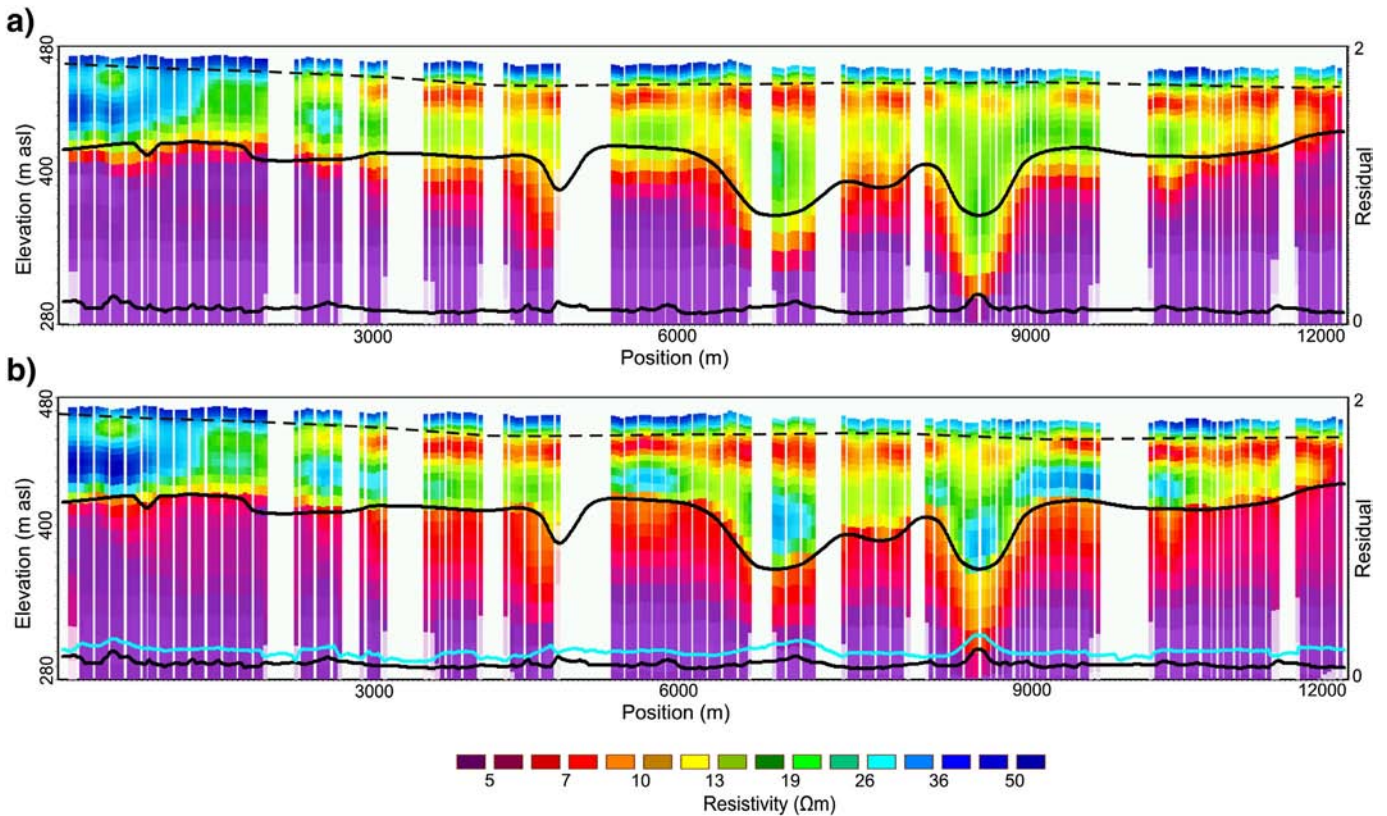 a)
480
400
280
Elevation (m asl)
2
0
Residual
3000
6000
9000
12000
Position (m)
b)
480
400
280
Elevation (m asl)
2
0
Residual
3000
6000
9000
12000
Position (m)
5 7 10 13 19 26 36 50
Resistivity (Ωm)